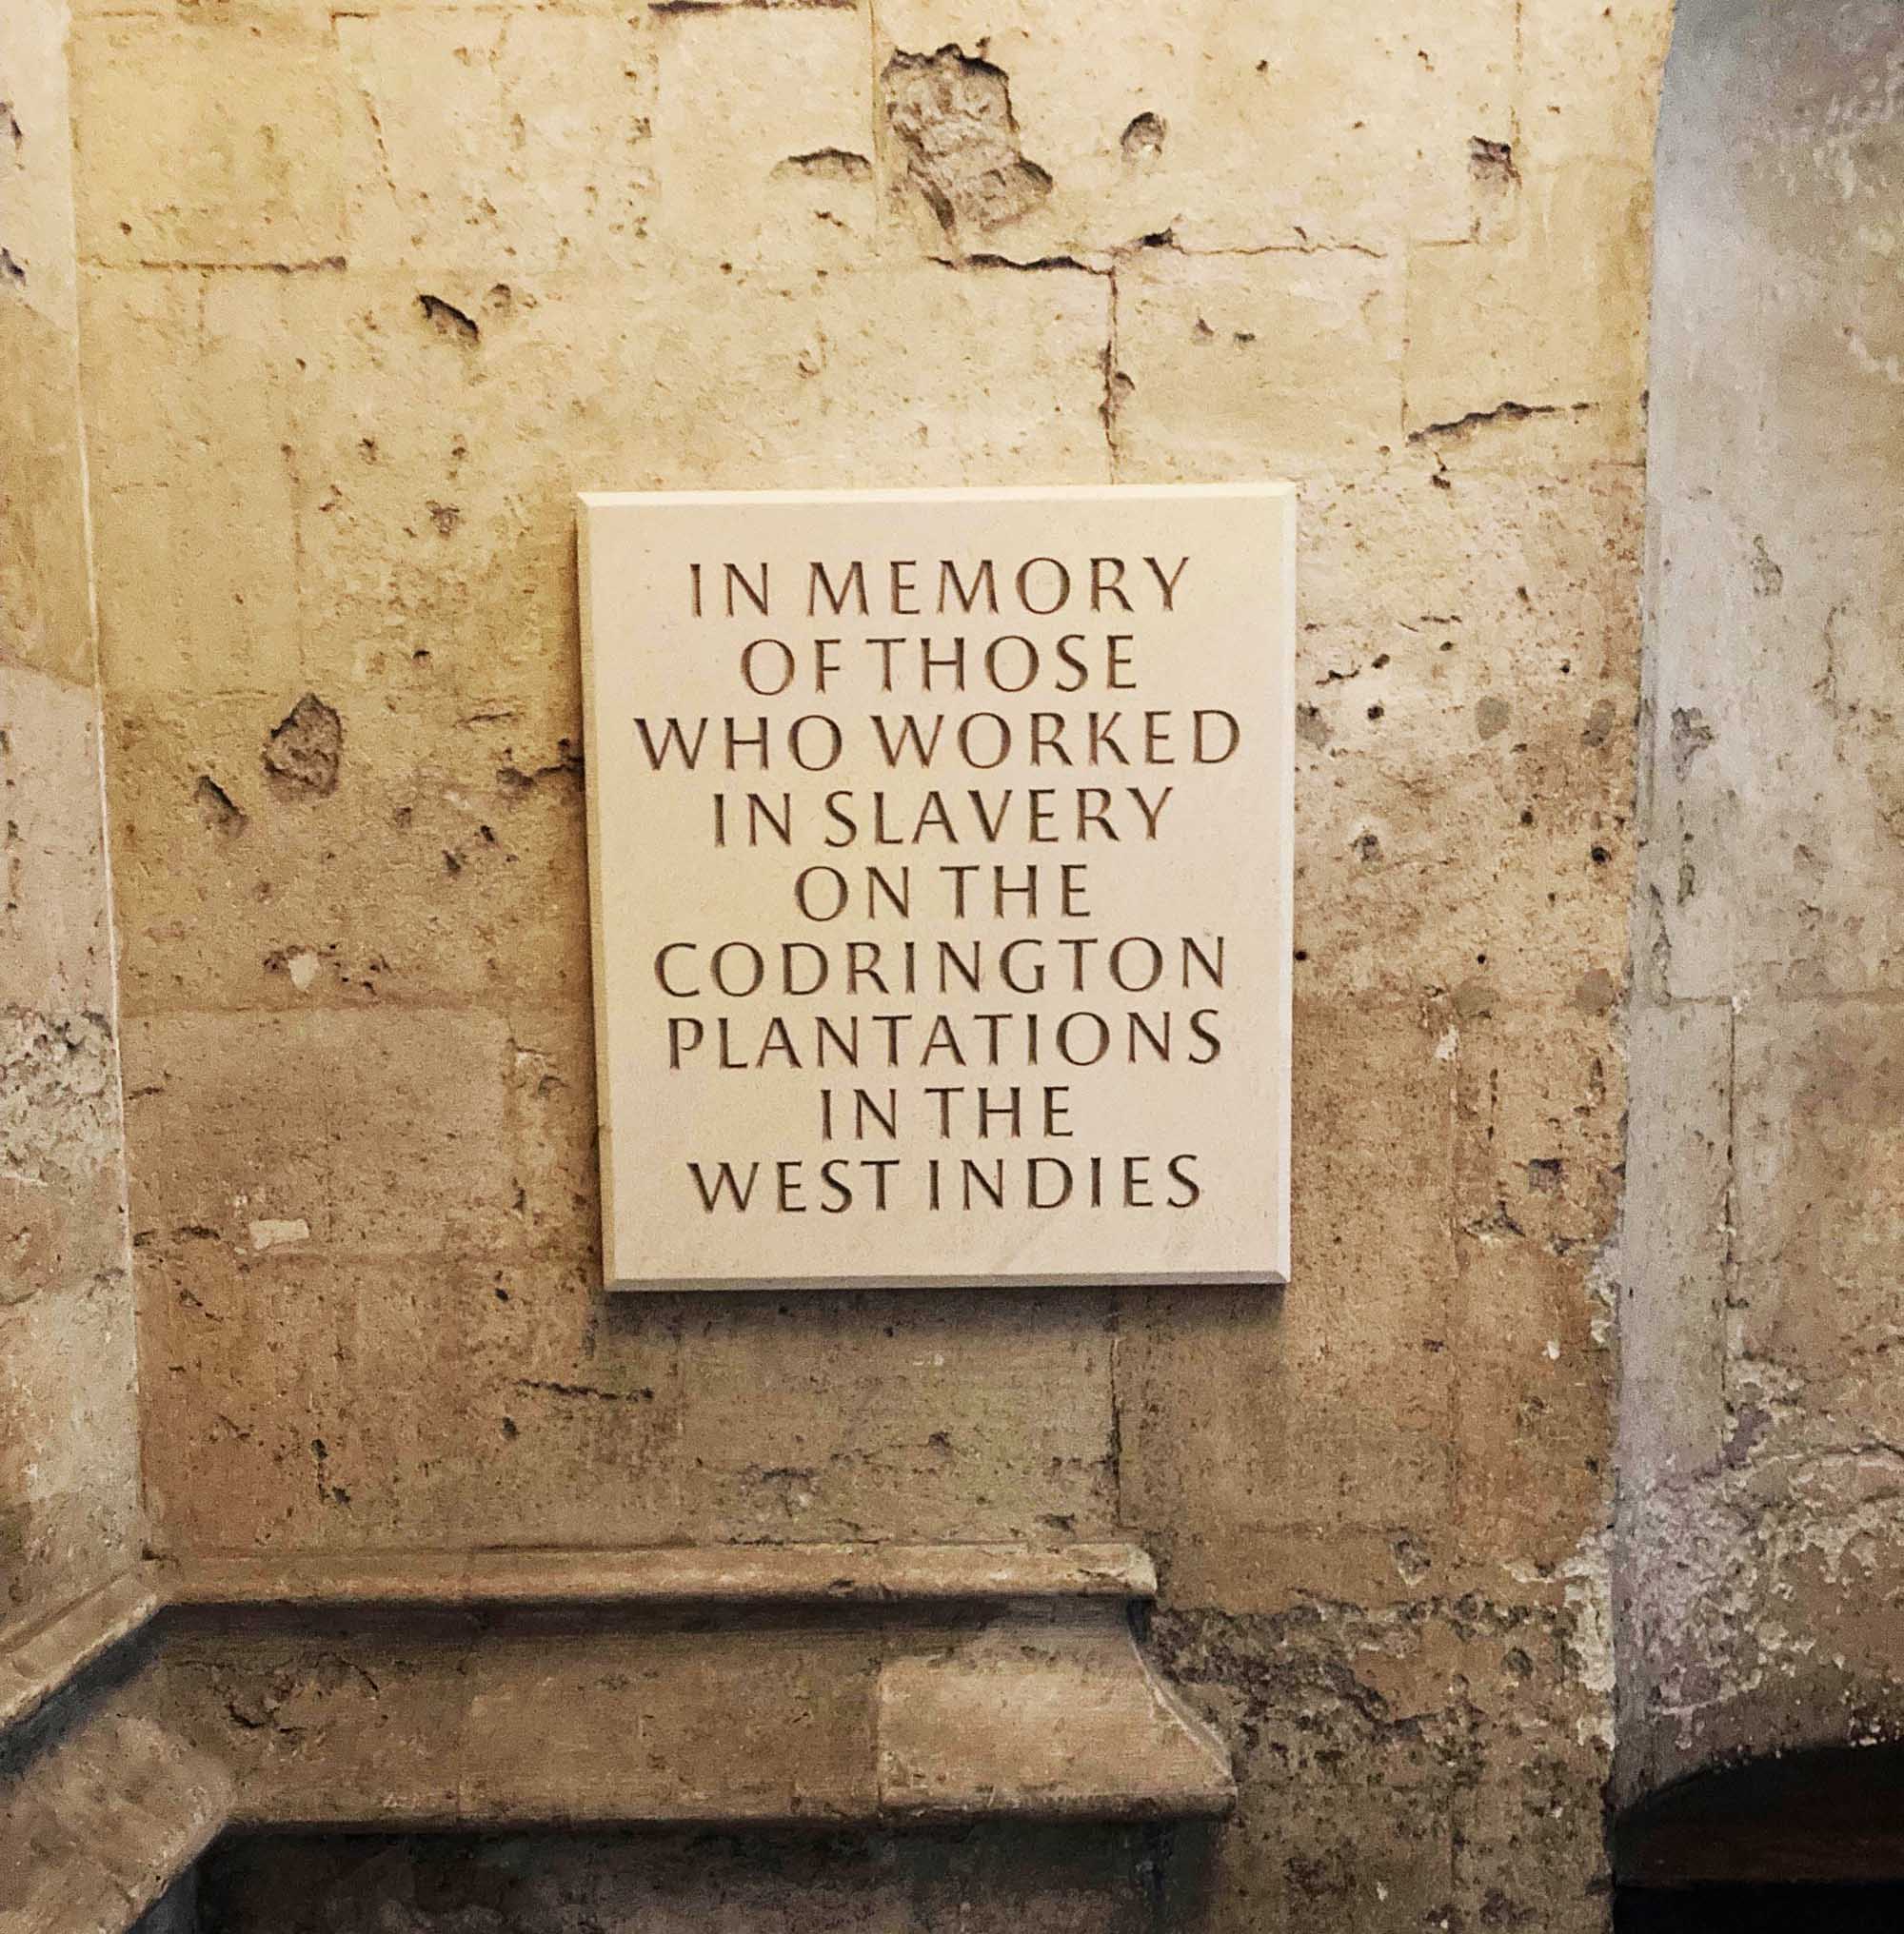 IN MEMORY
OF THOSE
WHO WORKED
IN SLAVERY
ON THE
CODRINGTON
PLANTATIONS
IN THE
WEST INDIES